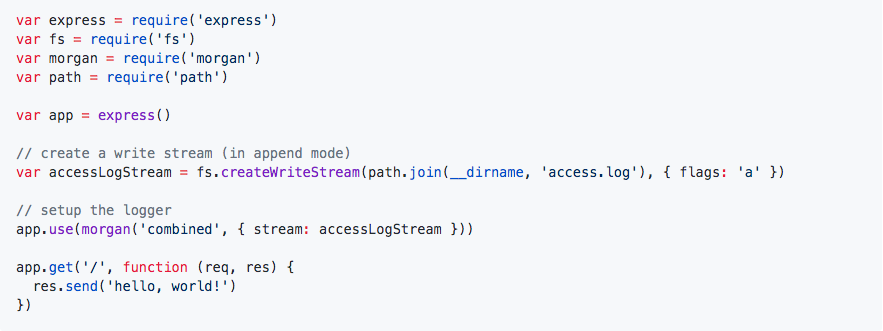 var express = require('express')
var fs = require('fs')
var morgan = require('morgan')
var path = require('path')

var app = express()

// create a write stream (in append mode)
var accessLogStream = fs.createWriteStream(path.join(__dirname, 'access.log'), { flags: 'a' })

// setup the logger
app.use(morgan('combined', { stream: accessLogStream }))

app.get('/', function (req, res) {
  res.send('hello, world!')
})